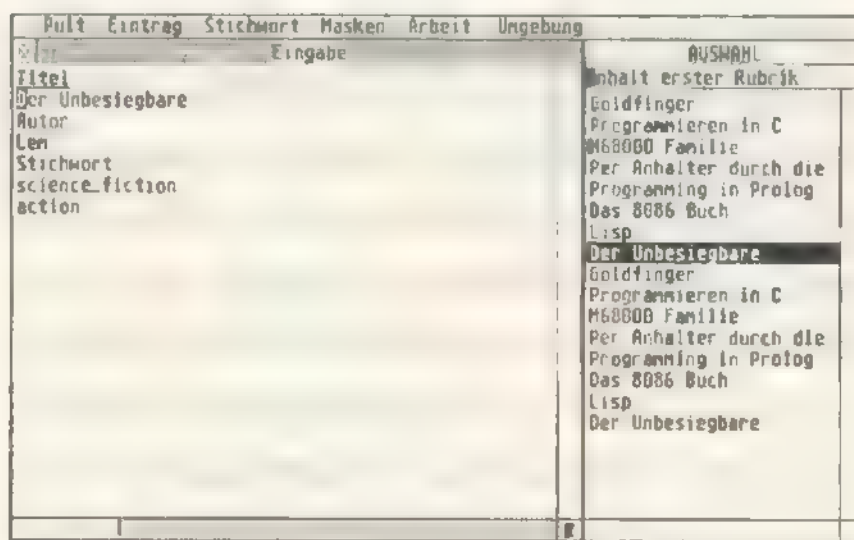 Pult Eintrag Stichwort Masken Arbeit Umgebung
Eingabe
Titel
Der Unbesiegbare
Autor
Lem
Stichwort
science_fiction
action
AUSWAHL
Inhalt erster Rubrik
Goldfinger
Programmieren in C
M68000 Familie
Per Anhalter durch die
Programming in Prolog
Das 8086 Buch
Lisp
Der Unbesiegbare
Goldfinger
Programmieren in C
M68000 Familie
Per Anhalter durch die
Programming in Prolog
Das 8086 Buch
Lisp
Der Unbesiegbare